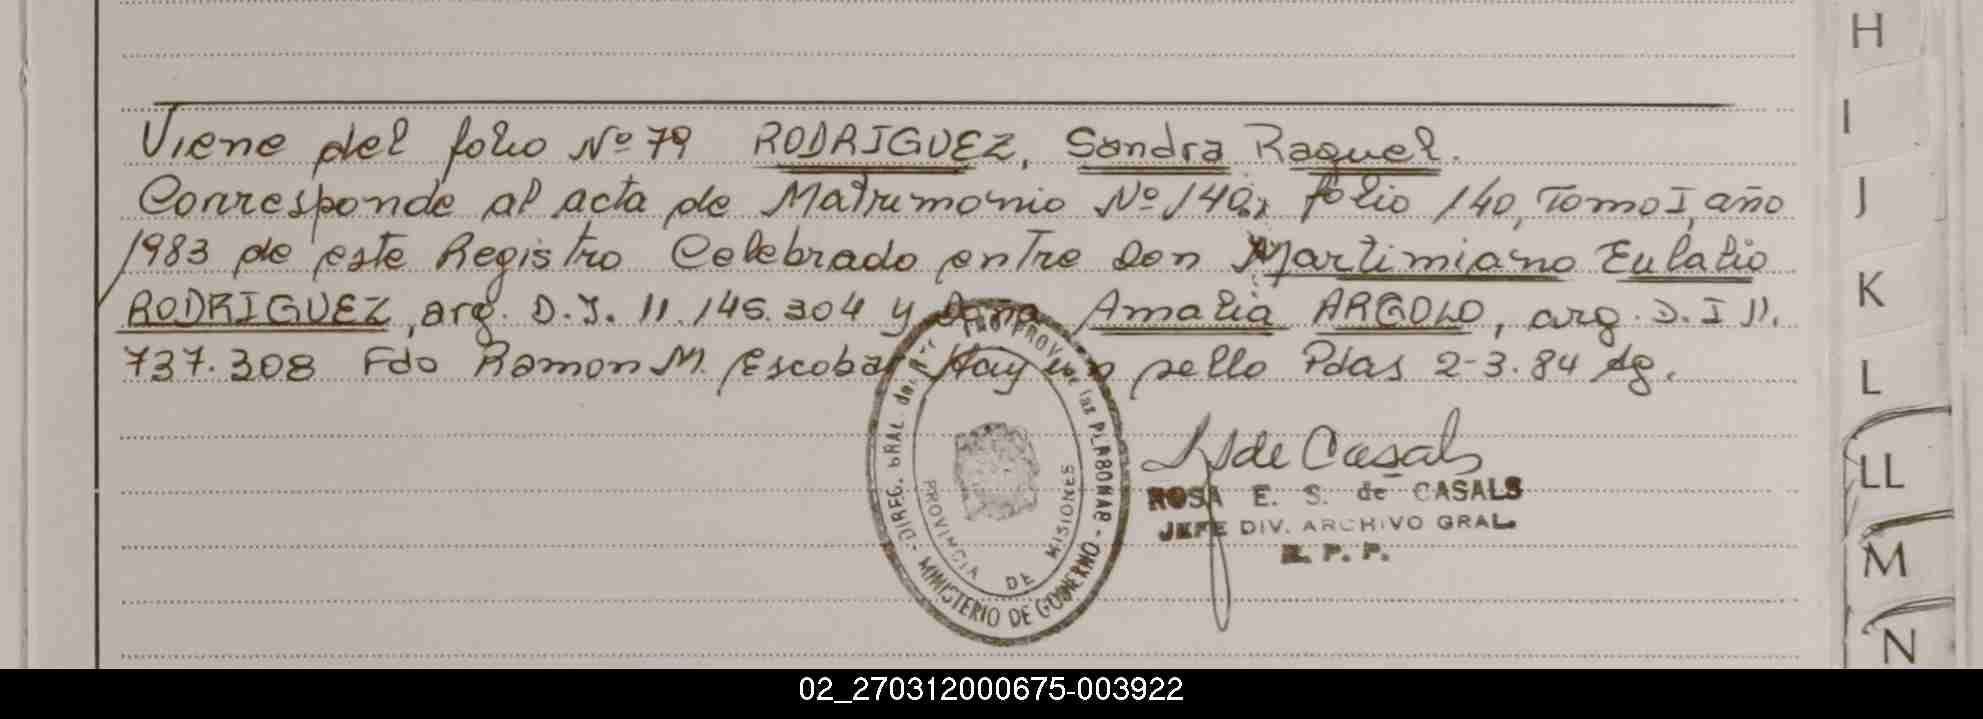 Viene del folio Nº 79 RODRIGUEZ, Sandra Raquel.
Corresponde al acta de Matrimonio Nº 140, folio 140, Tomo I, año
1983 de este Registro Celebrado entre Don Martimiano Eulalio
RODRIGUEZ, arg. D.I. 11.145.304 y Doña Amalia ARGOLO, arg. D.I 11.
737.308 Fdo Ramon M. Escobar Hay un sello Pdas 2-3.84
de Casals
ROSA E. S. de CASALS
JEFE DIV. ARCHIVO GRAL.
R. P. P.
PROVINCIA DE MISIONES
MINISTERIO DE GOBIERNO
H
I
J
K
L
LL
M
N
02_270312000675-003922